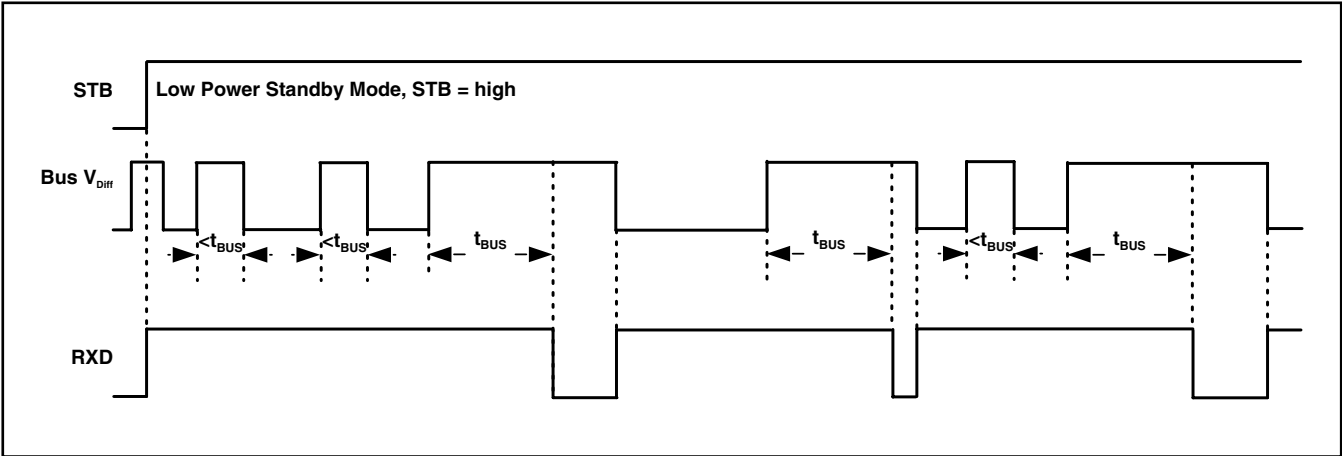 STB
Low Power Standby Mode, STB = high
Bus VDiff
<tBUS <tBUS tBUS tBUS <tBUS tBUS
RXD